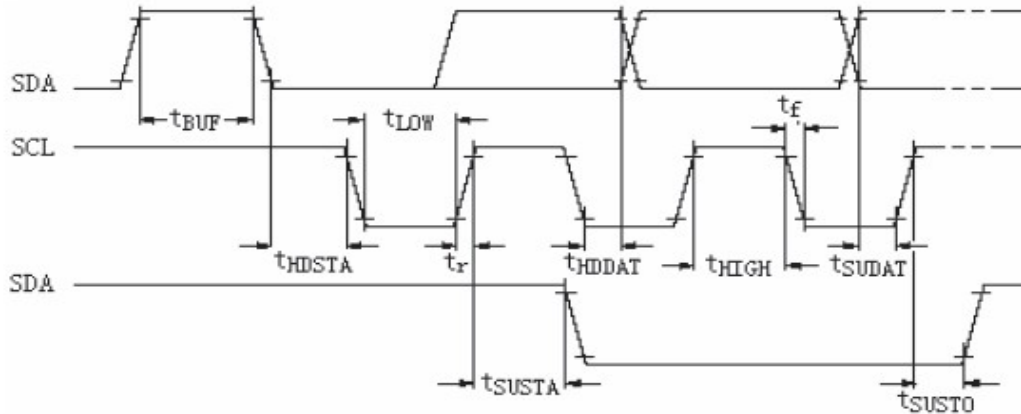 SDA
tBUF
tLOW
tf
SCL
tHDSTA
tr
tHDDAT
tHIGH
tSUDAT
SDA
tSUSTA
tSUSTO